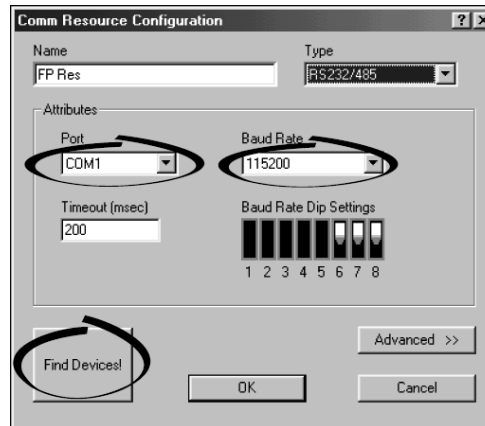 Comm Resource Configuration
? x
Name
Type
FP Res
RS232/485
Attributes
Port
Baud Rate
COM1
115200
Timeout (msec)
Baud Rate Dip Settings
200
1 2 3 4 5 6 7 8
Find Devices!
Advanced >>
OK
Cancel